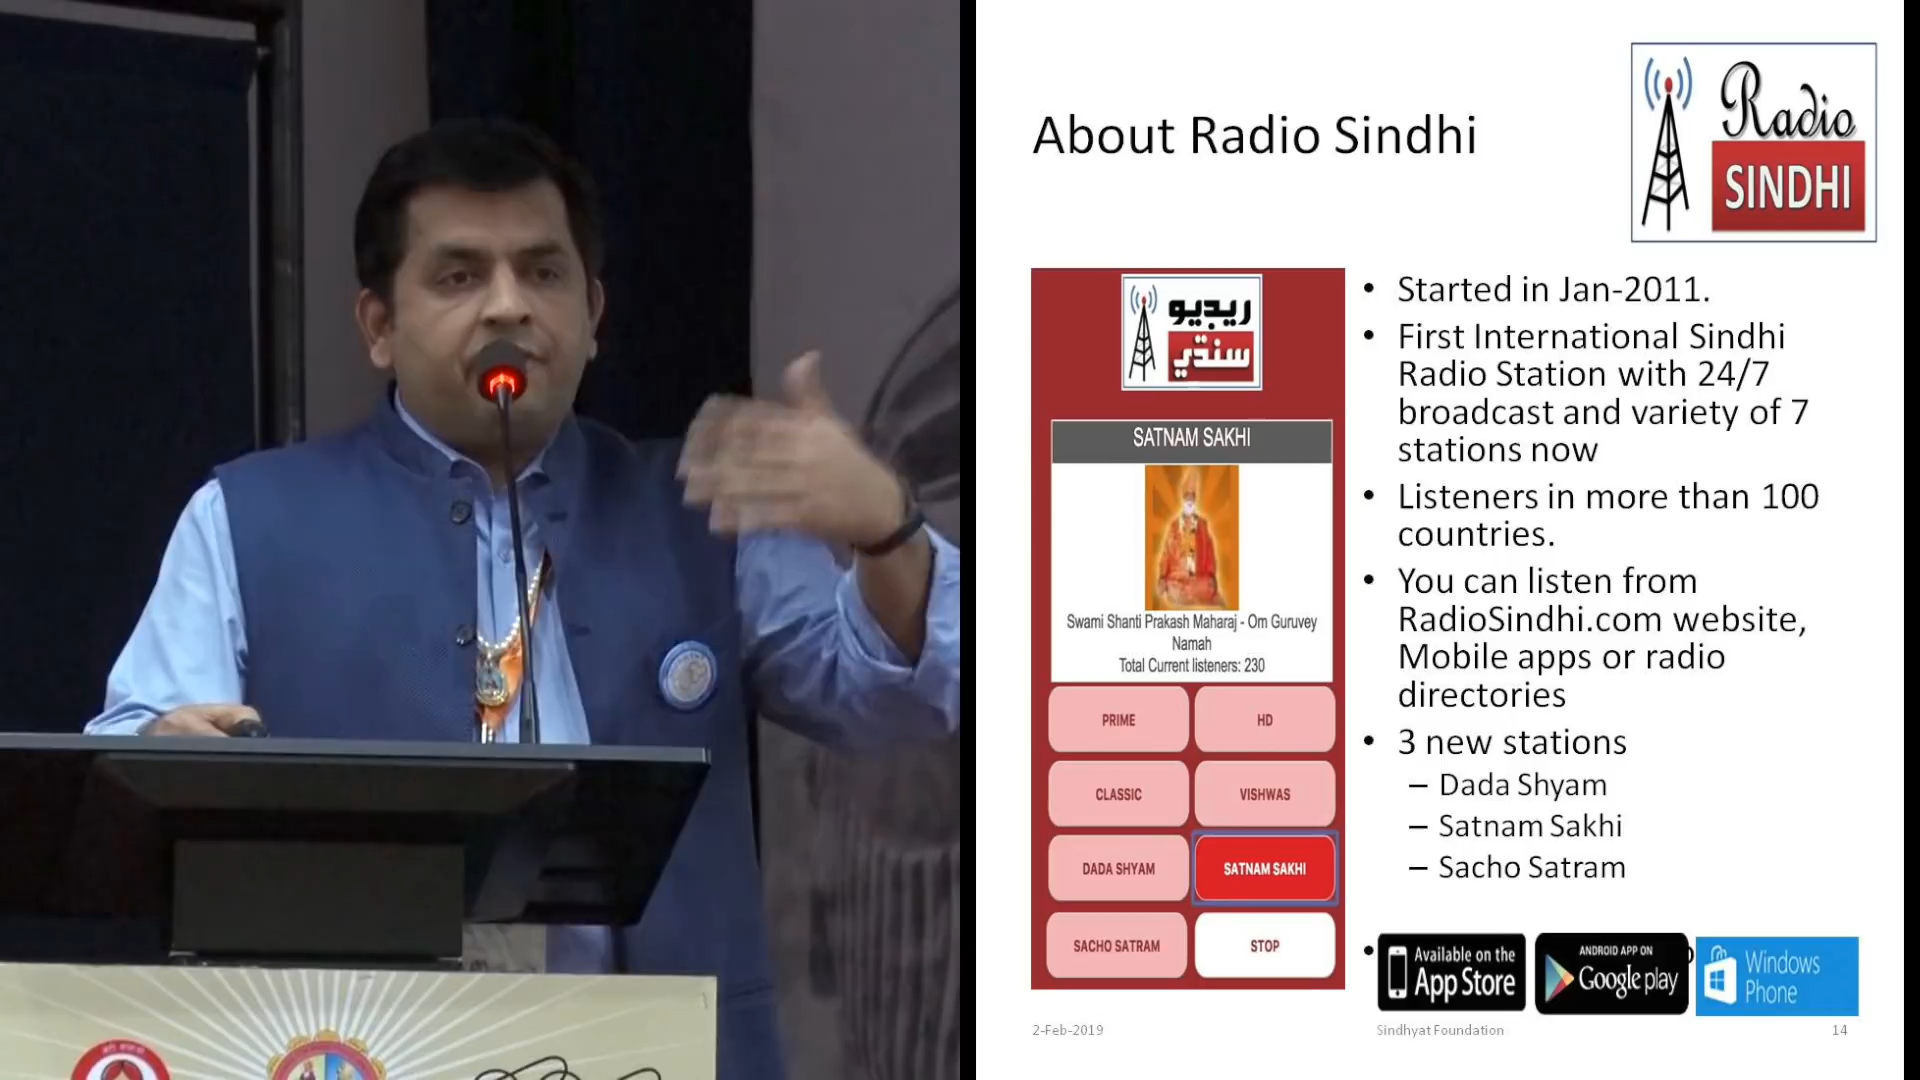 About Radio Sindhi
Radio
SINDHI
ريڊيو
سنڌي
SATNAM SAKHI
Swami Shanti Prakash Maharaj - Om Guruvey
Namah
Total Current listeners: 230
PRIME
HD
CLASSIC
VISHWAS
DADA SHYAM
SATNAM SAKHI
SACHO SATRAM
STOP
• Started in Jan-2011.
• First International Sindhi
Radio Station with 24/7
broadcast and variety of 7
stations now
• Listeners in more than 100
countries.
• You can listen from
RadioSindhi.com website,
Mobile apps or radio
directories
• 3 new stations
– Dada Shyam
– Satnam Sakhi
– Sacho Satram
Available on the
App Store
ANDROID APP ON
Google play
Windows
Phone
2-Feb-2019
Sindhyat Foundation
14